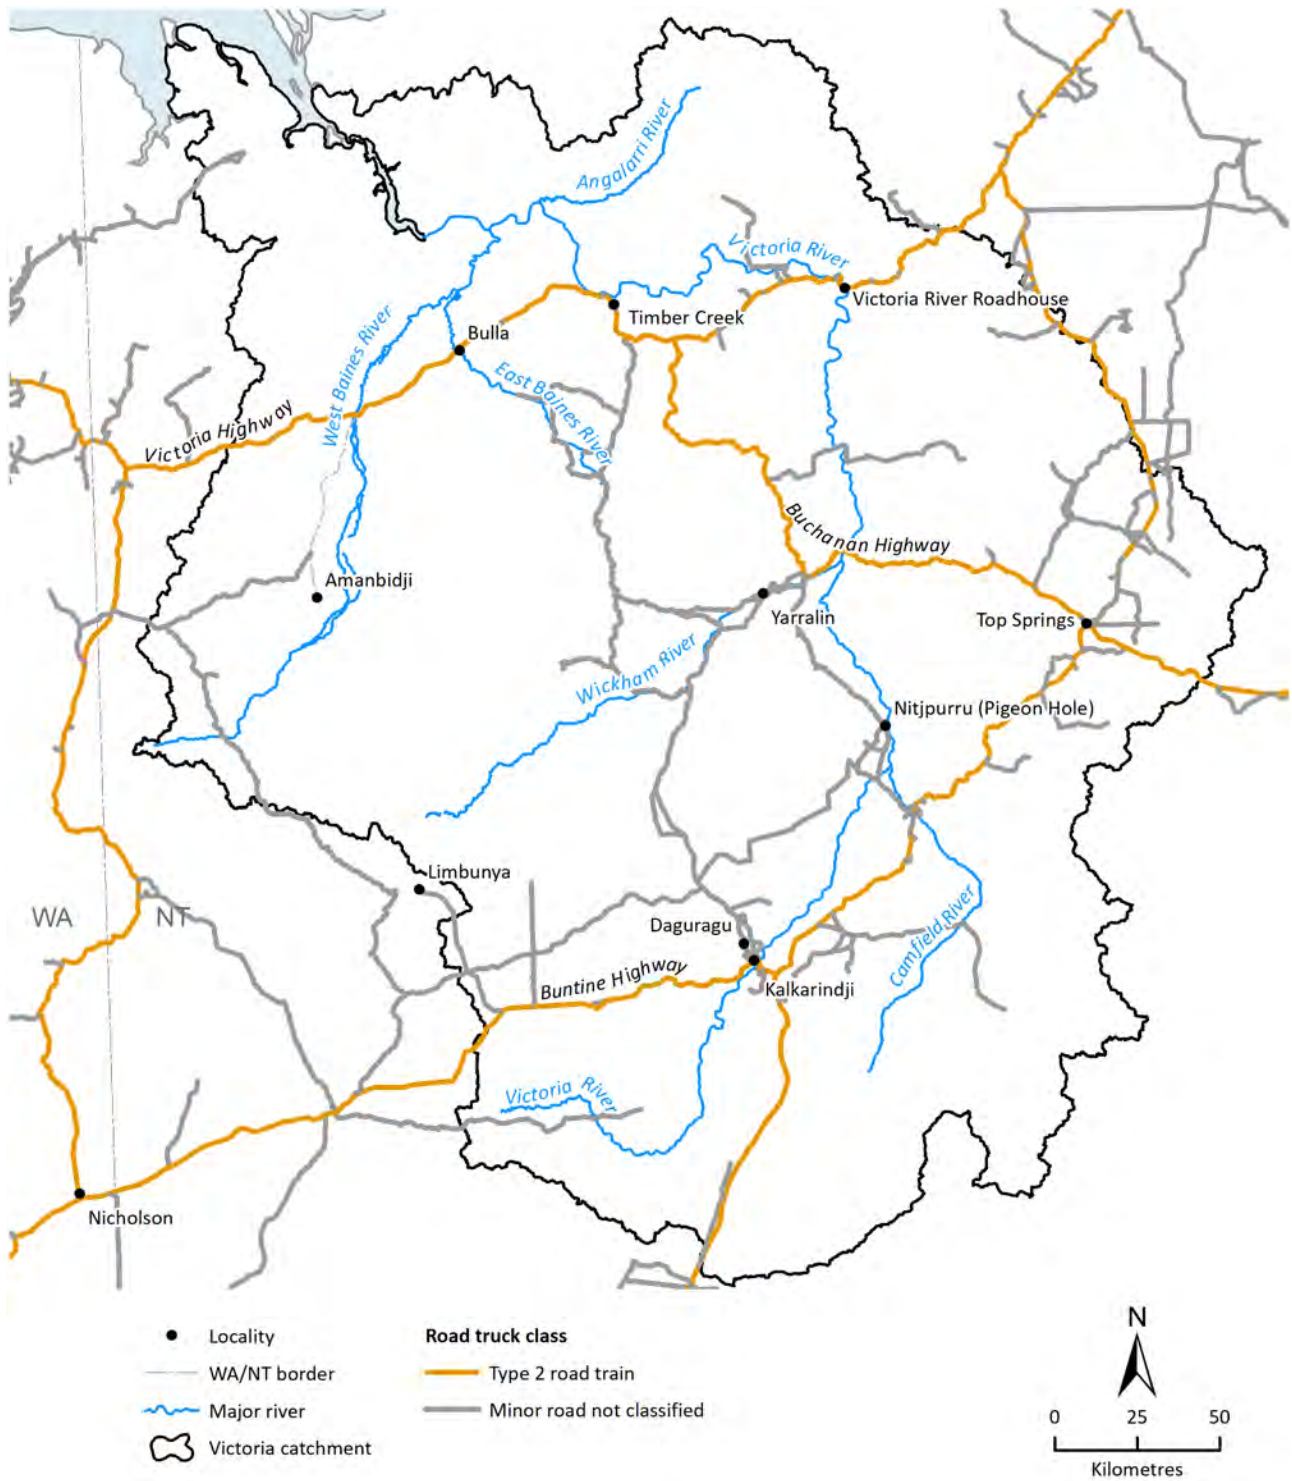 Angalarri River
Victoria River
Victoria River Roadhouse
Timber Creek
Bulla
West Baines River
East Baines River
Victoria Highway
Buchanan Highway
Amanbidji
Yarralin
Top Springs
Wickham River
Nitjpurru (Pigeon Hole)
Limbunya
WA
NT
Daguragu
Camfield River
Buntine Highway
Kalkarindji
Victoria River
Nicholson
Locality
WA/NT border
Major river
Victoria catchment
Road truck class
Type 2 road train
Minor road not classified
N
0 25 50
Kilometres